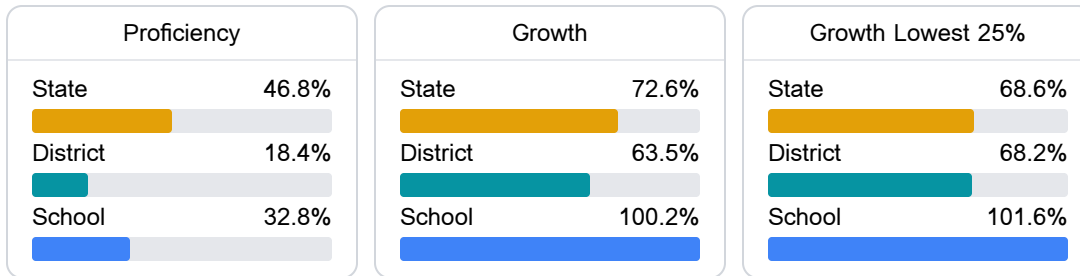 Proficiency
State 46.8%
District 18.4%
School 32.8%
Growth
State 72.6%
District 63.5%
School 100.2%
Growth Lowest 25%
State 68.6%
District 68.2%
School 101.6%